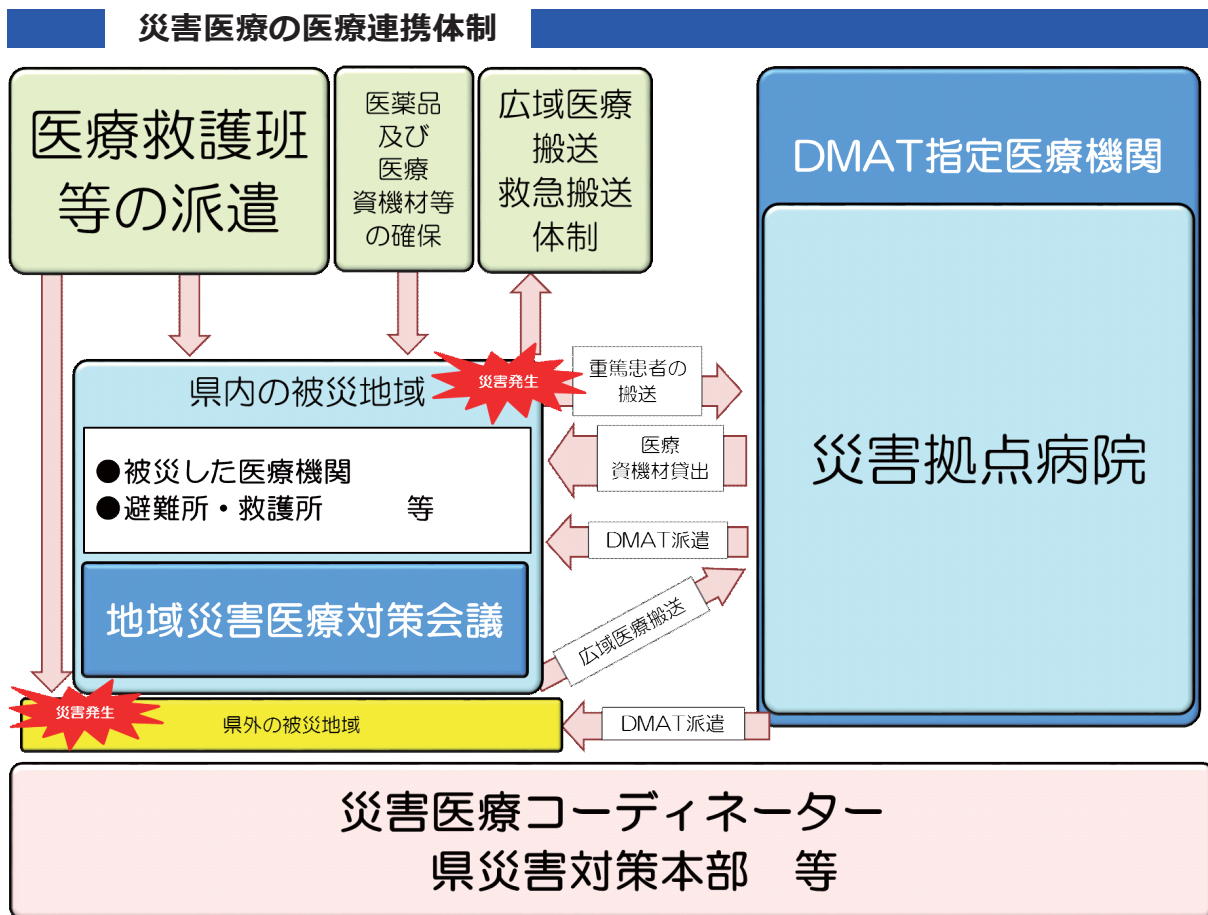 災害医療の医療連携体制
医療救護班
等の派遣
医薬品
及び
医療
資機材等
の確保
広域医療
搬送
救急搬送
体制
DMAT指定医療機関
災害拠点病院
県内の被災地域
災害発生
●被災した医療機関
●避難所・救護所　　　等
地域災害医療対策会議
重篤患者の
搬送
医療
資機材貸出
DMAT派遣
広域医療搬送
災害発生
県外の被災地域
DMAT派遣
災害医療コーディネーター
県災害対策本部　等